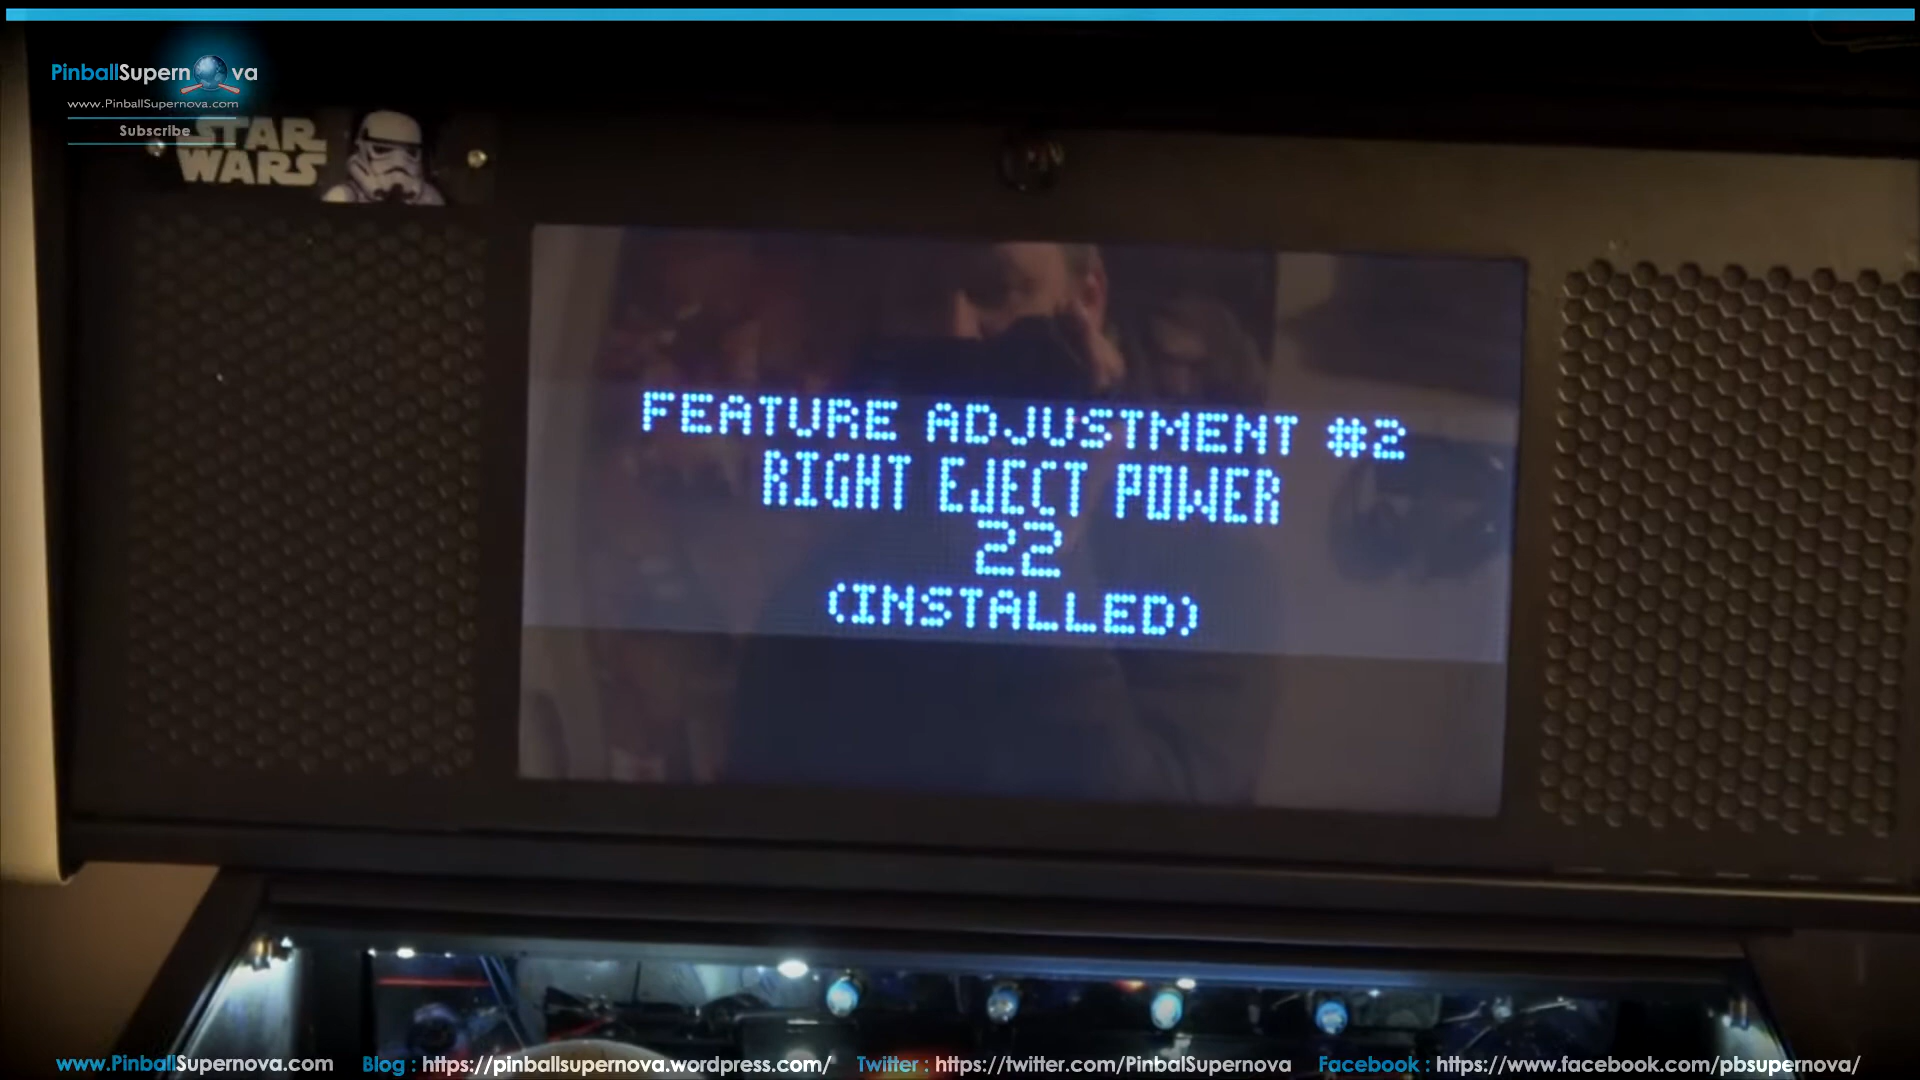 PinballSupernova
www.PinballSupernova.com
Subscribe
STAR
WARS
FEATURE ADJUSTMENT #2
RIGHT EJECT POWER
22
(INSTALLED)
www.PinballSupernova.com Blog : https://pinballsupernova.wordpress.com/ Twitter : https://twitter.com/PinbalSupernova Facebook : https://www.facebook.com/pbsupernova/